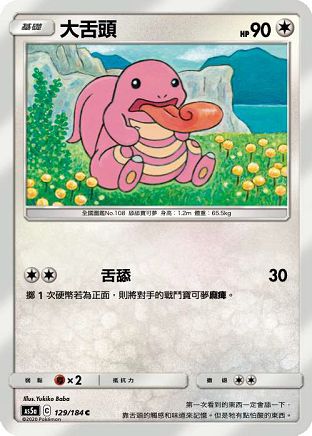 基礎 大舌頭 HP 90
全國圖鑑No.108 舔舔寶可夢 身高：1.2m 體重：65.5kg
舌舔 30
擲1次硬幣若為正面，則將對手的戰鬥寶可夢麻痺。
弱點 ×2 抵抗力 撤退
Illus. Yukiko Baba
AS5a C 129/184 C
©2020 Pokémon
第一次看到的東西一定會舔一下。
靠舌頭的觸感和味道來記憶。但是牠有點怕酸的東西。